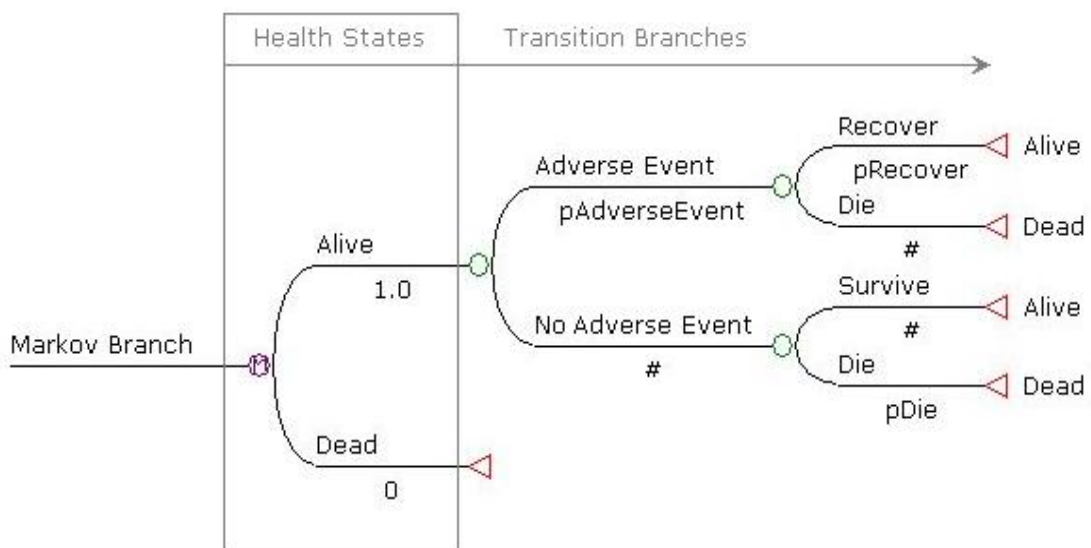 Health States
Transition Branches
Recover
Alive
Adverse Event
pRecover
pAdverseEvent
Die
Dead
#
Alive
1.0
Survive
Alive
No Adverse Event
#
#
Die
Dead
pDie
Markov Branch
M
Dead
0